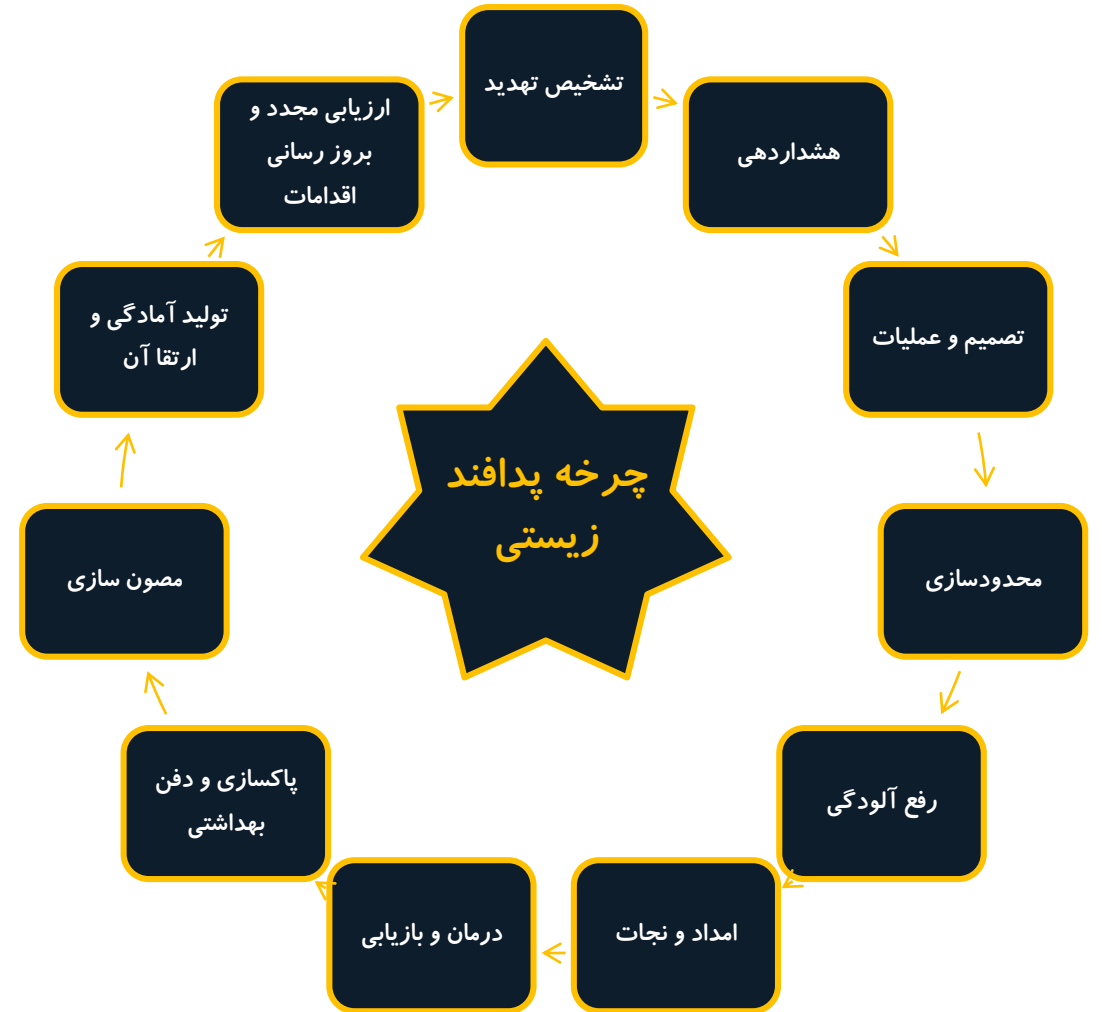 تشخیص تهدید
هشداردهی
تصمیم و عملیات
محدودسازی
رفع آلودگی
امداد و نجات
درمان و بازیابی
پاکسازی و دفن
بهداشتی
مصون سازی
تولید آمادگی و
ارتقا آن
ارزیابی مجدد و
بروز رسانی
اقدامات
چرخه پدافند
زیستی